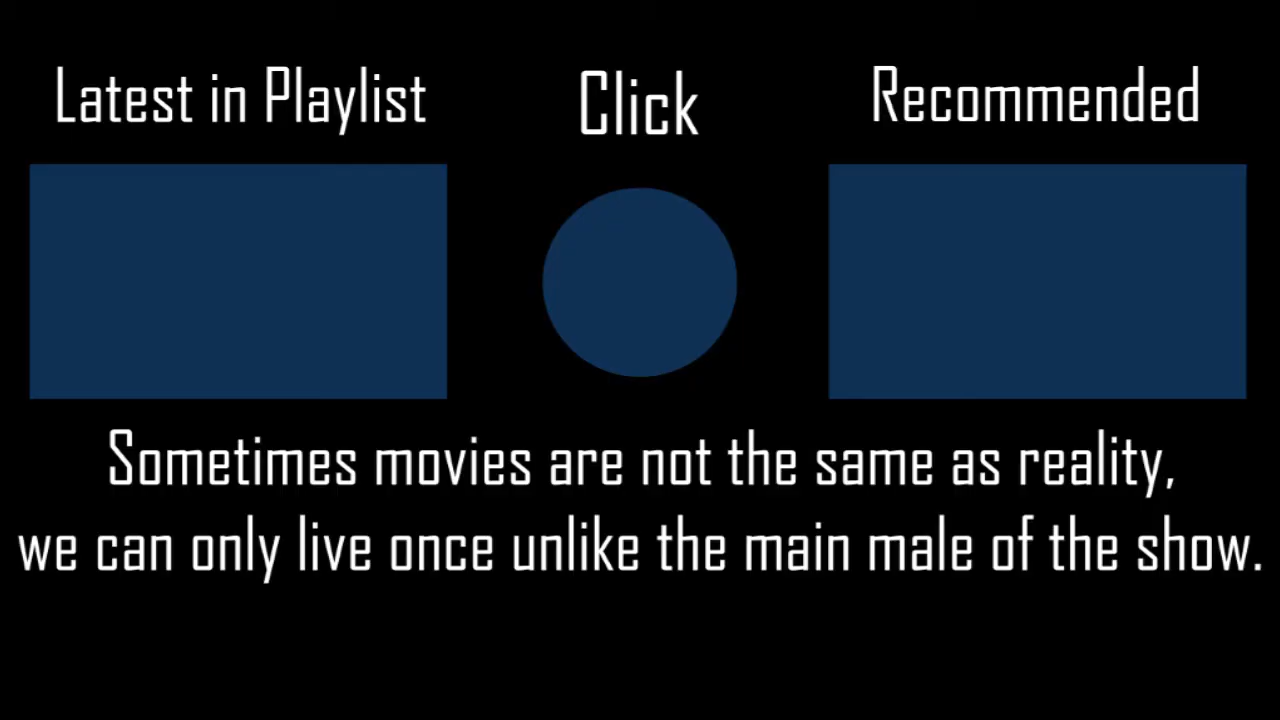 Latest in Playlist
Click
Recommended
Sometimes movies are not the same as reality,
we can only live once unlike the main male of the show.